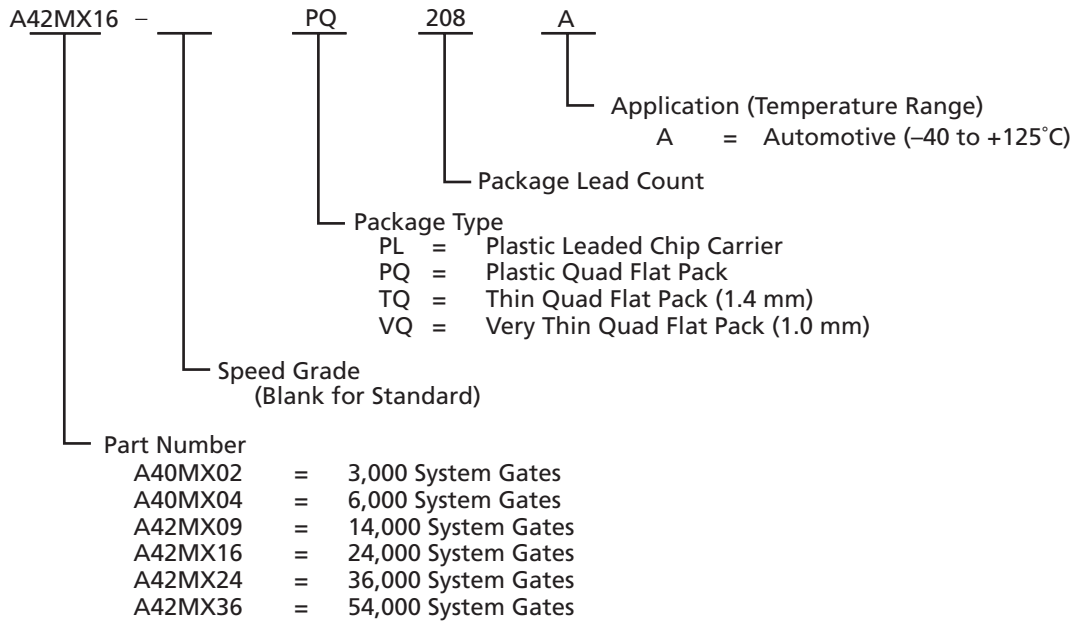 A42MX16 – PQ 208 A
Application (Temperature Range)
A = Automotive (–40 to +125˚C)
Package Lead Count
Package Type
PL = Plastic Leaded Chip Carrier
PQ = Plastic Quad Flat Pack
TQ = Thin Quad Flat Pack (1.4 mm)
VQ = Very Thin Quad Flat Pack (1.0 mm)
Speed Grade
(Blank for Standard)
Part Number
A40MX02 = 3,000 System Gates
A40MX04 = 6,000 System Gates
A42MX09 = 14,000 System Gates
A42MX16 = 24,000 System Gates
A42MX24 = 36,000 System Gates
A42MX36 = 54,000 System Gates